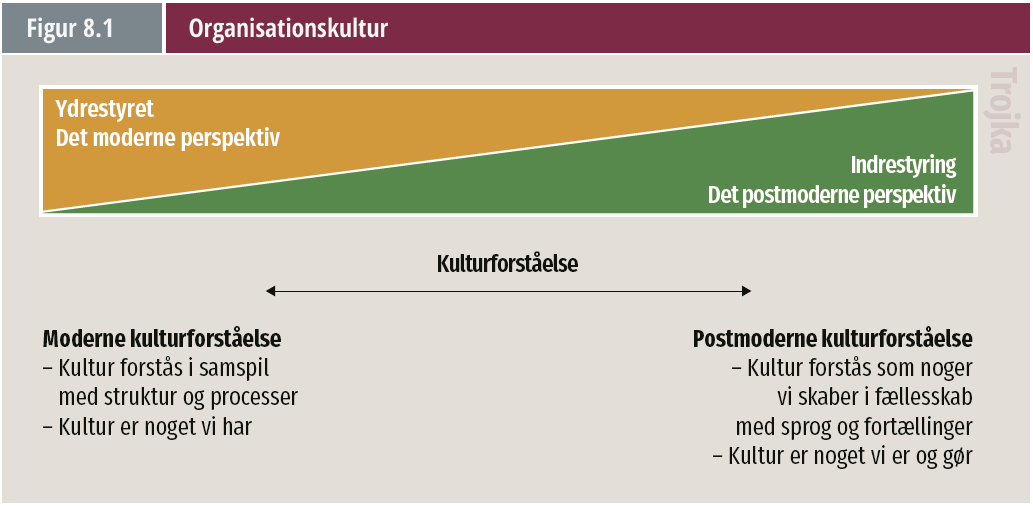 Figur 8.1
Organisationskultur
Trojka
Ydrestyret
Det moderne perspektiv
Indrestyring
Det postmoderne perspektiv
Kulturforståelse
Moderne kulturforståelse
– Kultur forstås i samspil
med struktur og processer
– Kultur er noget vi har
Postmoderne kulturforståelse
– Kultur forstås som noger
vi skaber i fællesskab
med sprog og fortællinger
– Kultur er noget vi er og gør